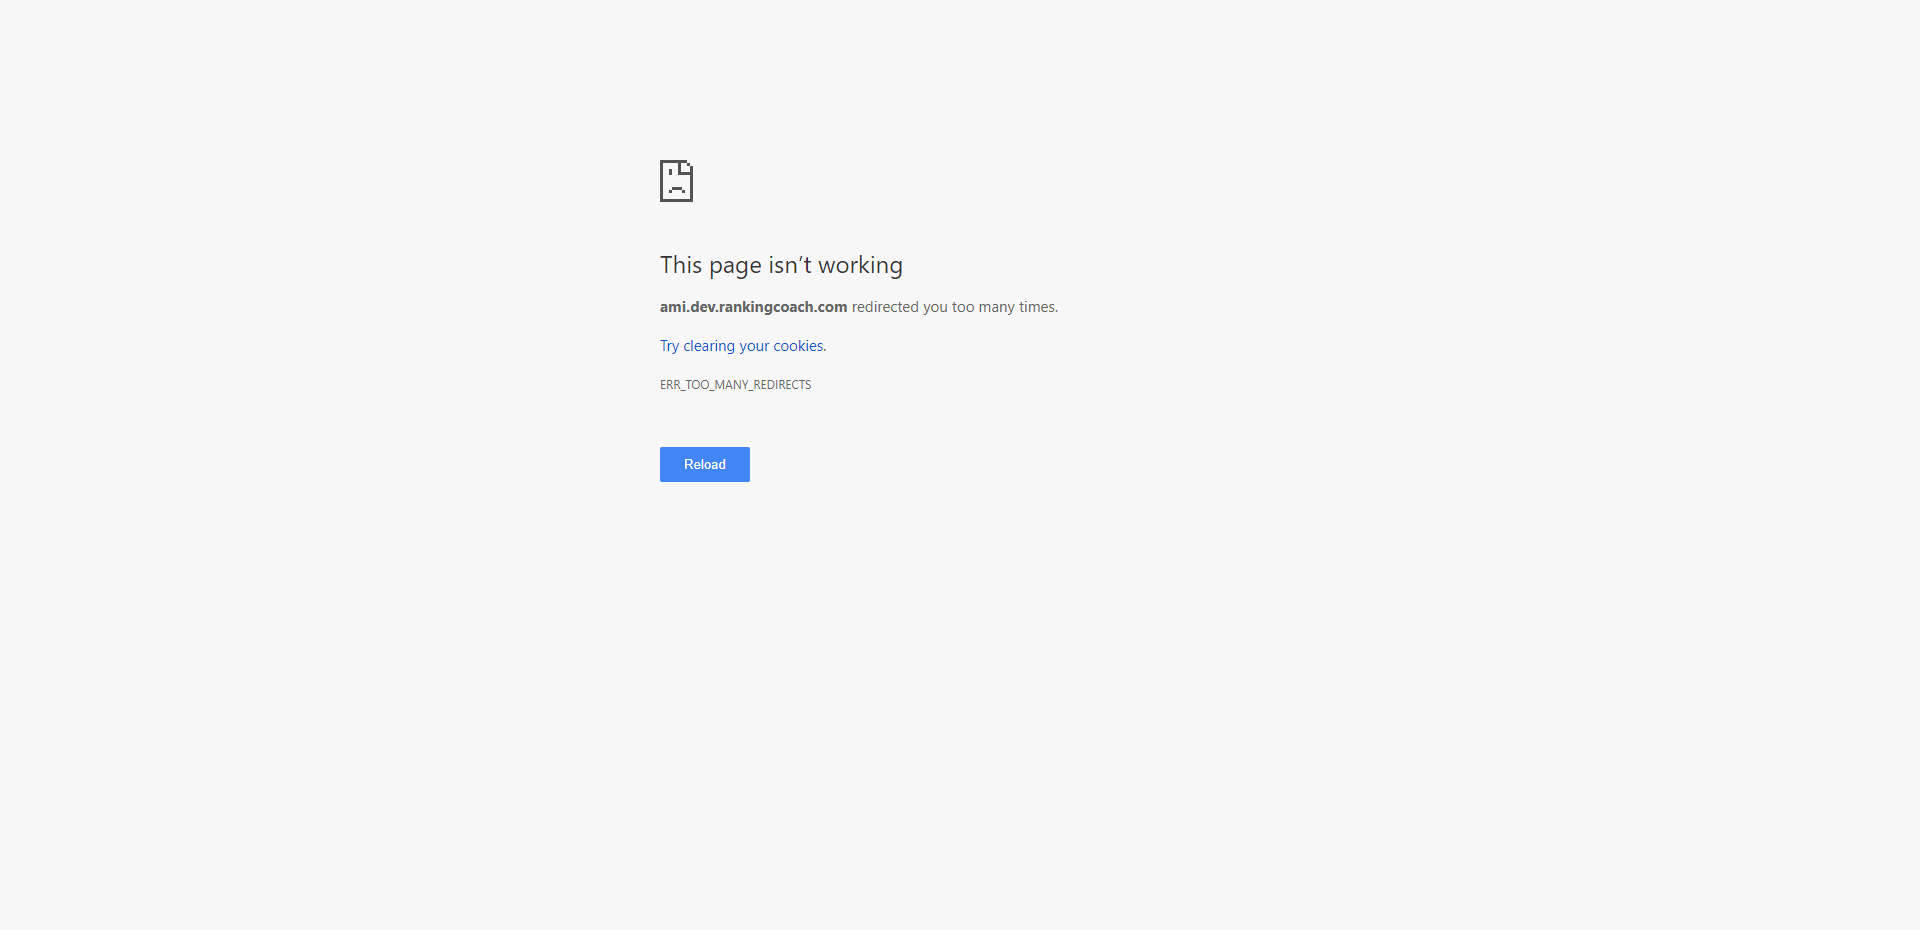 This page isn’t working
ami.dev.rankingcoach.com redirected you too many times.
Try clearing your cookies.
ERR_TOO_MANY_REDIRECTS
Reload